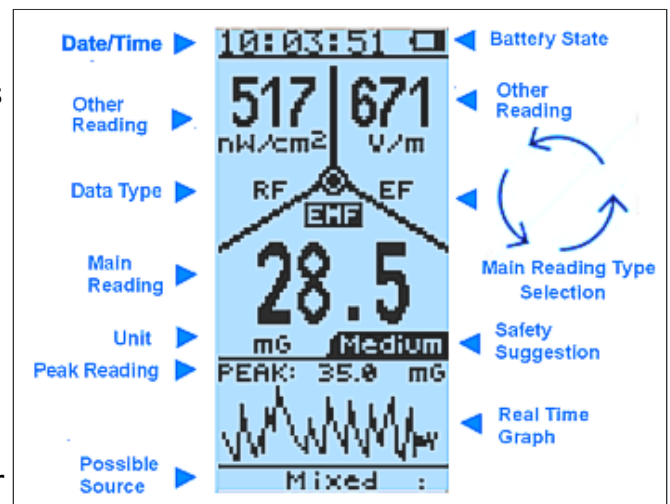 Date/Time
10:03:51
Battery State
Other
Reading
517
nW/cm2
671
V/m
Other
Reading
Data Type
RF
EF
EMF
Main
Reading
28.5
Main Reading Type
Selection
Unit
mG
Medium
Safety
Suggestion
Peak Reading
PEAK: 35.0 mG
Real Time
Graph
Possible
Source
Mixed :